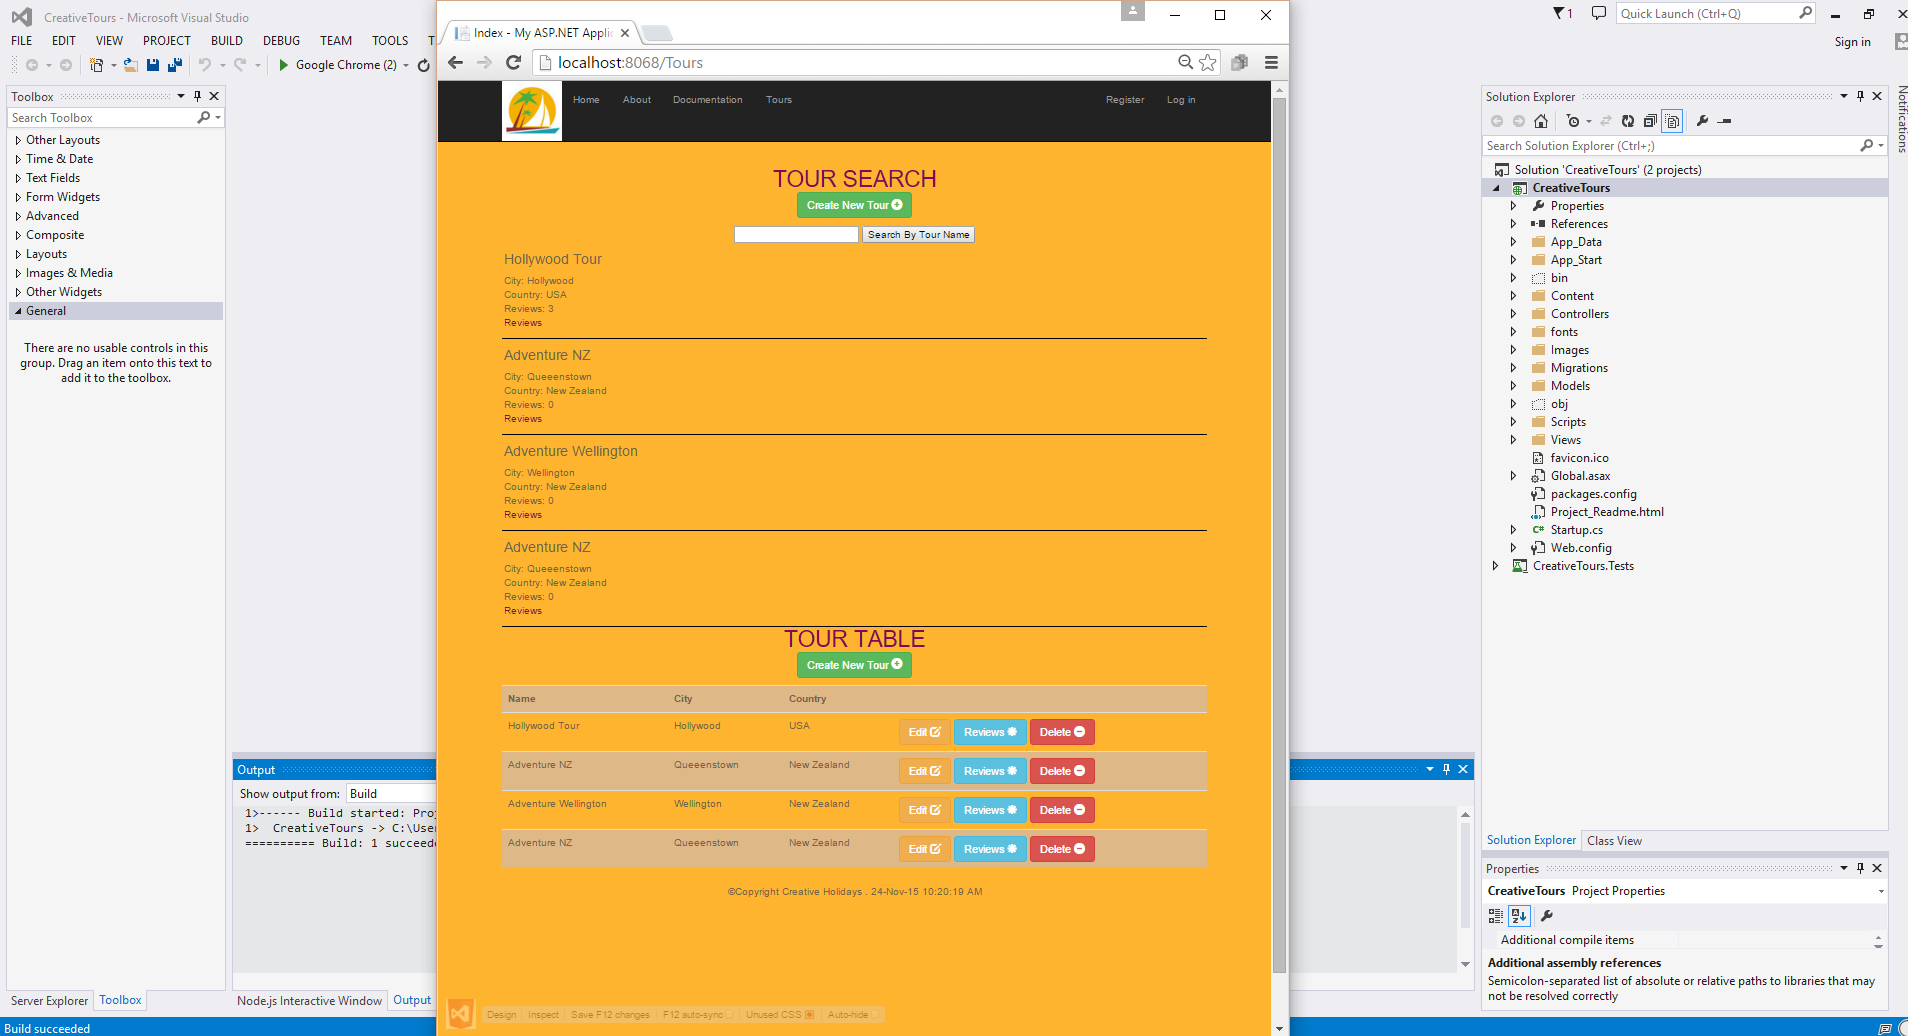 CreativeTours - Microsoft Visual Studio
1
Quick Launch (Ctrl+Q)
FILE EDIT VIEW PROJECT BUILD DEBUG TEAM TOOLS T
Sign in
Google Chrome (2)
Toolbox
Search Toolbox
Other Layouts
Time & Date
Text Fields
Form Widgets
Advanced
Composite
Layouts
Images & Media
Other Widgets
General
There are no usable controls in this
group. Drag an item onto this text to
add it to the toolbox.
Server Explorer Toolbox
Index - My ASP.NET Applic
localhost:8068/Tours
Home About Documentation Tours Register Log in
TOUR SEARCH
Create New Tour
Search By Tour Name
Hollywood Tour
City: Hollywood
Country: USA
Reviews: 3
Reviews
Adventure NZ
City: Queeenstown
Country: New Zealand
Reviews: 0
Reviews
Adventure Wellington
City: Wellington
Country: New Zealand
Reviews: 0
Reviews
Adventure NZ
City: Queeenstown
Country: New Zealand
Reviews: 0
Reviews
TOUR TABLE
Create New Tour
Name City Country
Hollywood Tour Hollywood USA Edit Reviews Delete
Adventure NZ Queeenstown New Zealand Edit Reviews Delete
Adventure Wellington Wellington New Zealand Edit Reviews Delete
Adventure NZ Queeenstown New Zealand Edit Reviews Delete
©Copyright Creative Holidays . 24-Nov-15 10:20:19 AM
Design Inspect Save F12 changes F12 auto-sync Unused CSS Auto-hide
Output
Show output from: Build
1>------ Build started: Proj
1> CreativeTours -> C:\User
========== Build: 1 succeede
Node.js Interactive Window Output
Build succeeded
Solution Explorer
Search Solution Explorer (Ctrl+;)
Solution 'CreativeTours' (2 projects)
CreativeTours
Properties
References
App_Data
App_Start
bin
Content
Controllers
fonts
Images
Migrations
Models
obj
Scripts
Views
favicon.ico
Global.asax
packages.config
Project_Readme.html
Startup.cs
Web.config
CreativeTours.Tests
Solution Explorer Class View
Properties
CreativeTours Project Properties
Additional compile items
Additional assembly references
Semicolon-separated list of absolute or relative paths to libraries that may
not be resolved correctly
Notifications